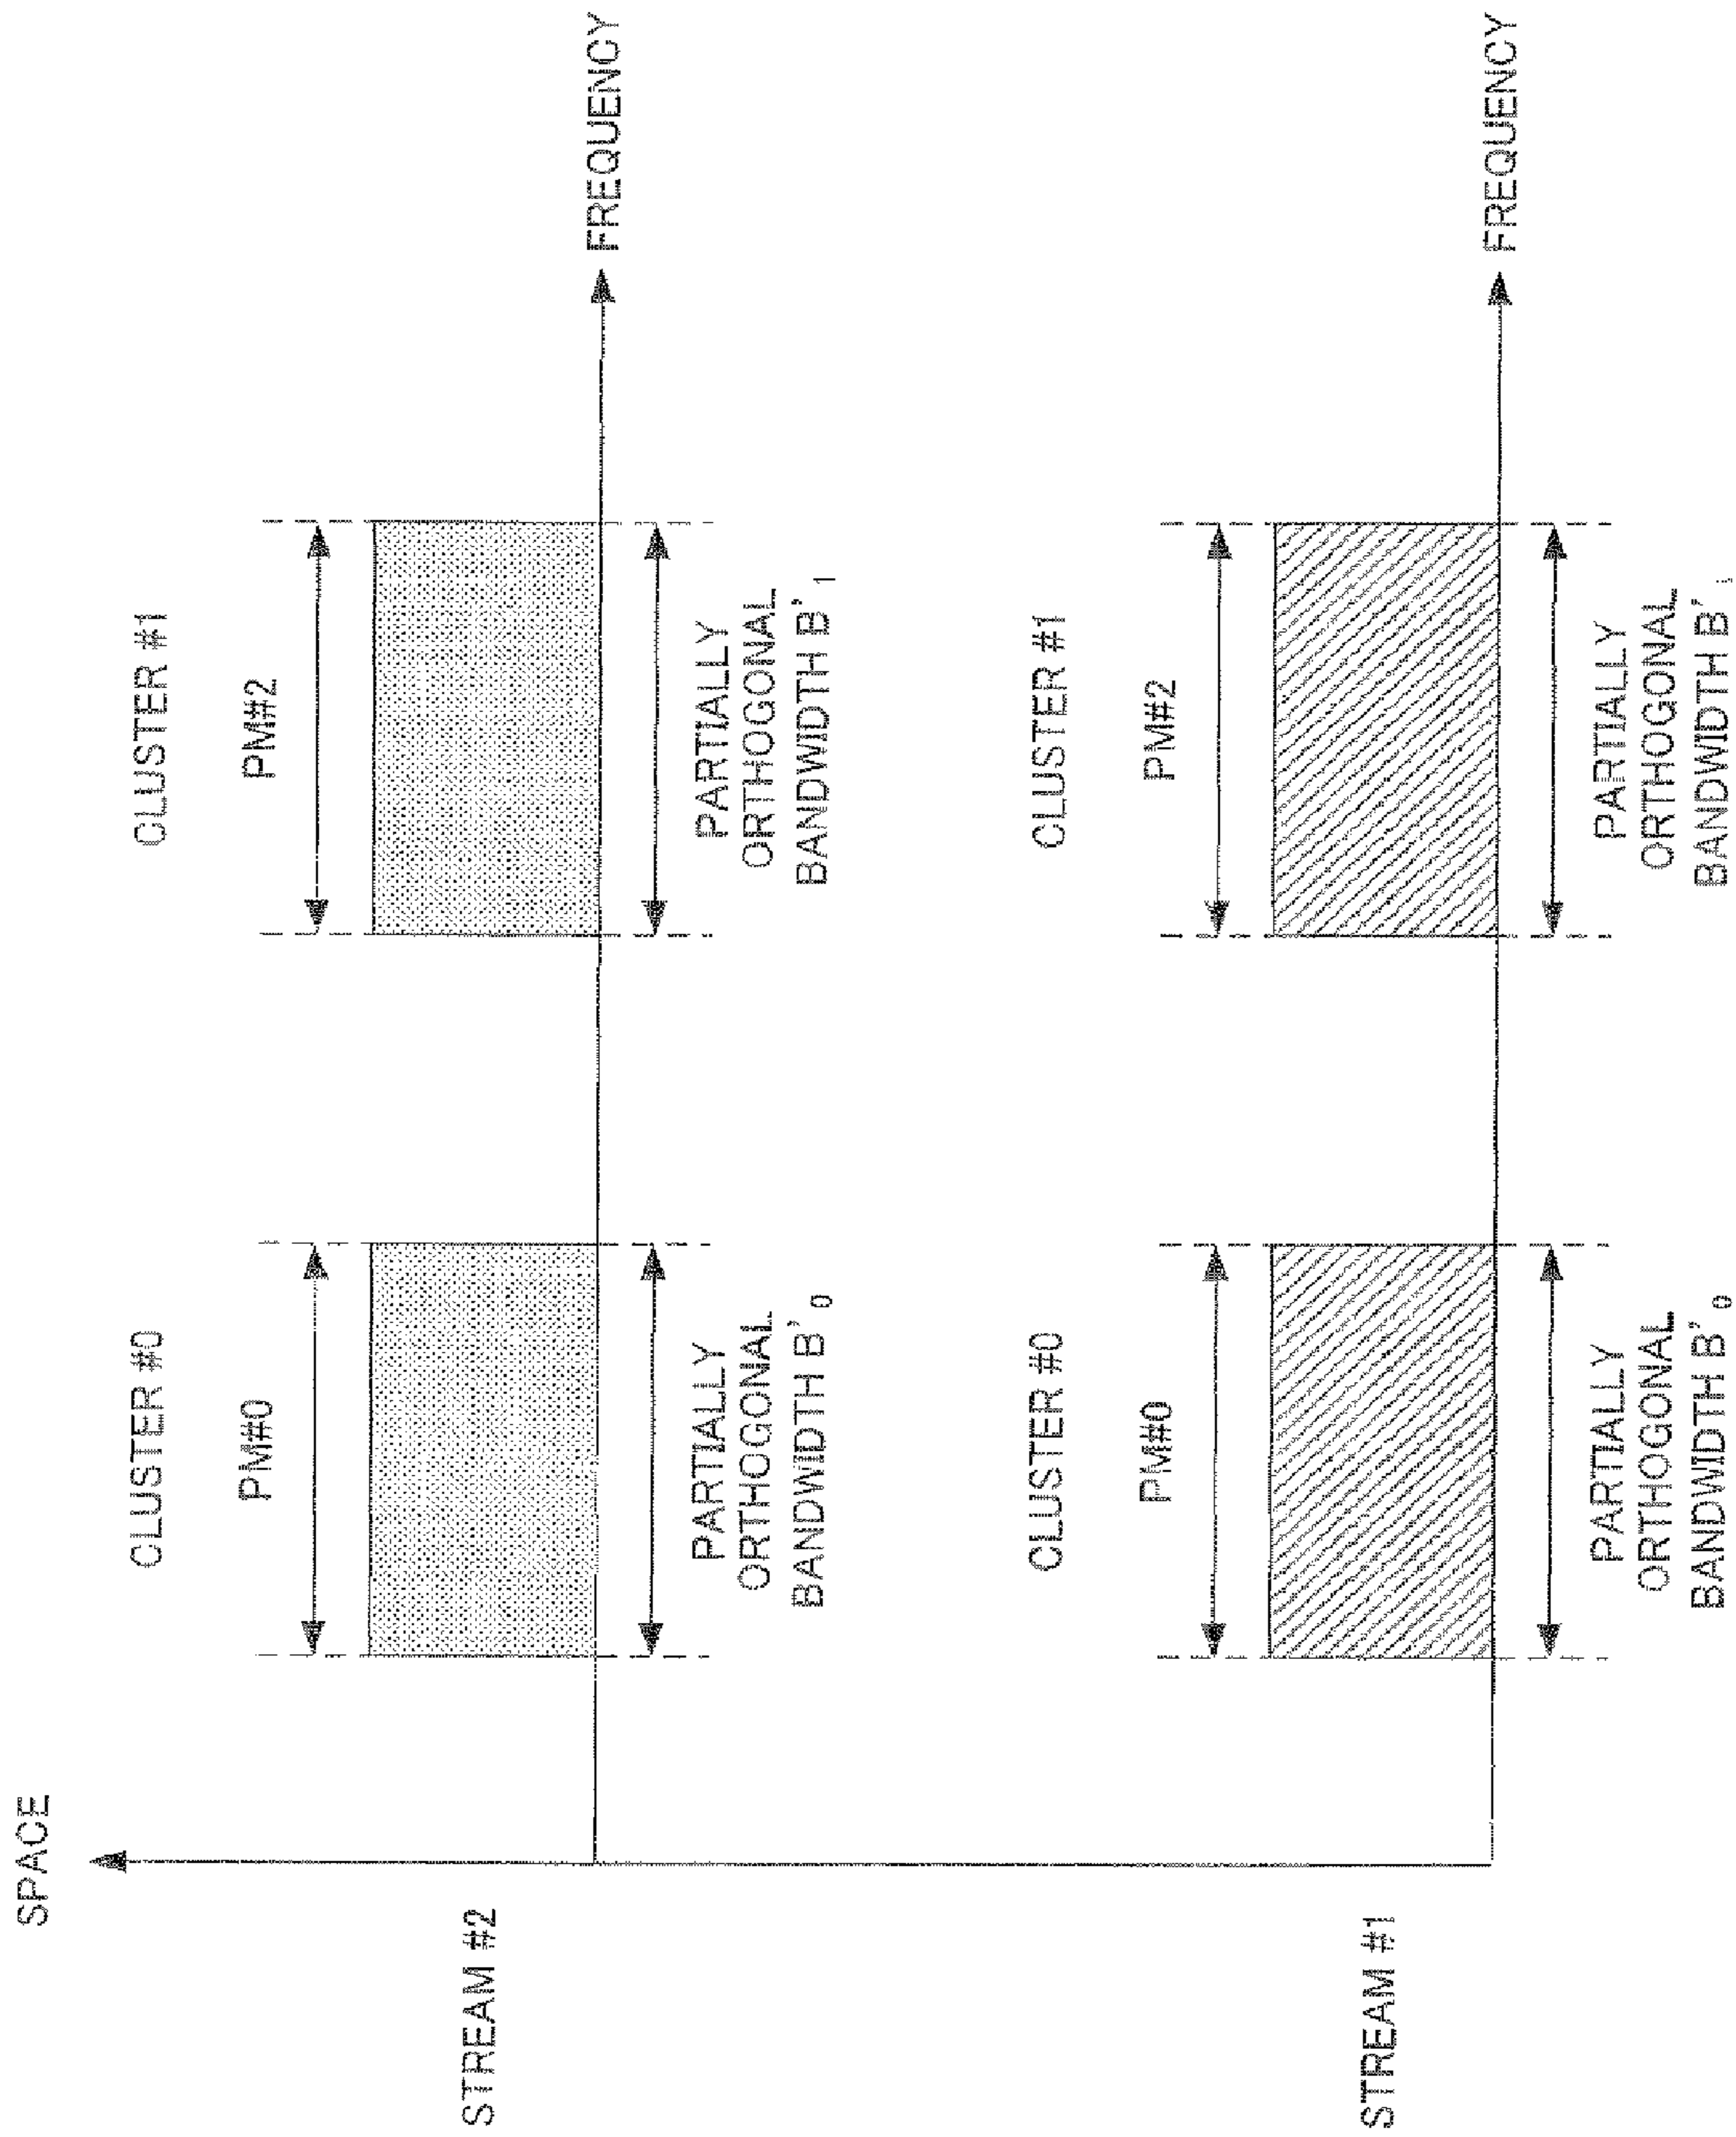 SPACE
STREAM #2
CLUSTER #0
PM#0
PARTIALLY
ORTHOGONAL
BANDWIDTH B'0
CLUSTER #1
PM#2
PARTIALLY
ORTHOGONAL
BANDWIDTH B'1
FREQUENCY
STREAM #1
CLUSTER #0
PM#0
PARTIALLY
ORTHOGONAL
BANDWIDTH B'0
CLUSTER #1
PM#2
PARTIALLY
ORTHOGONAL
BANDWIDTH B'1
FREQUENCY